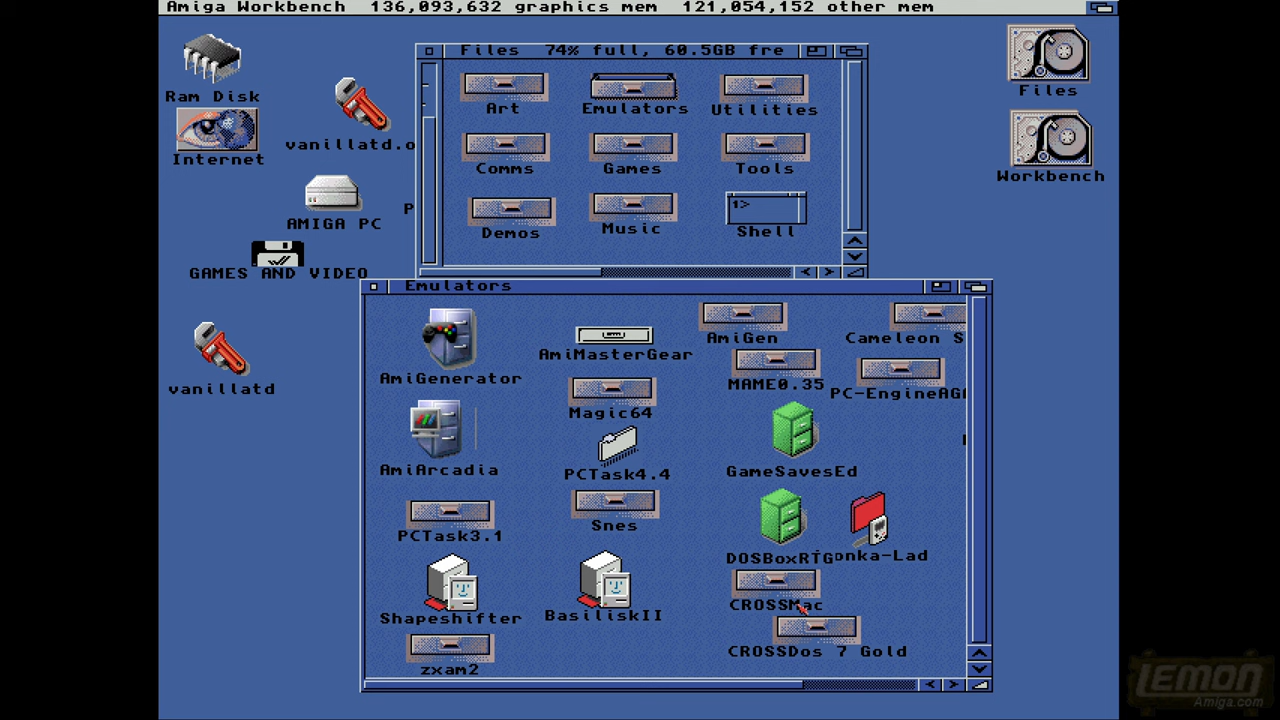 Amiga Workbench 136,093,632 graphics mem 121,054,152 other mem
Ram Disk
Internet
vanillatd.o
AMIGA PC
P
GAMES AND VIDEO
vanillatd
Files 74% full, 60.5GB fre
Art
Emulators
Utilities
Comms
Games
Tools
Demos
Music
1>
Shell
Files
Workbench
Emulators
AmiGenerator
AmiMasterGear
AmiGen
Cameleon S
MAME0.35
PC-EngineAGA
Magic64
AmiArcadia
PCTask4.4
GameSavesEd
PCTask3.1
Snes
DOSBoxRTG
onka-Lad
Shapeshifter
BasiliskII
CROSSMac
CROSSDos 7 Gold
zxam2
LEMON
Amiga.com